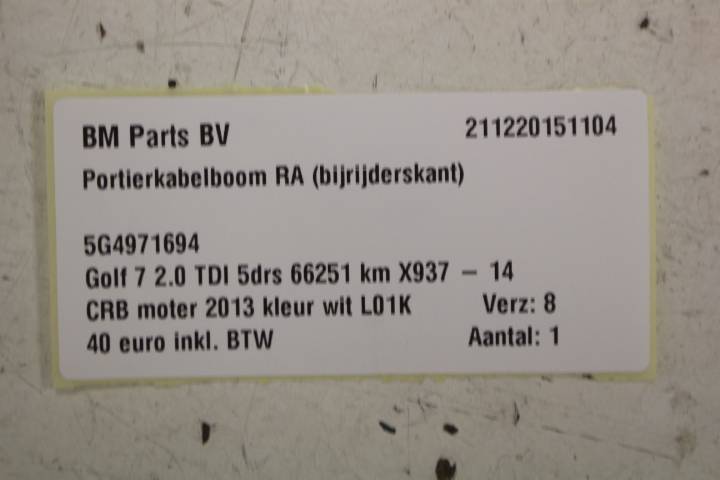 BM Parts BV 211220151104
Portierkabelboom RA (bijrijderskant)
5G4971694
Golf 7 2.0 TDI 5drs 66251 km X937 – 14
CRB moter 2013 kleur wit L01K Verz: 8
40 euro inkl. BTW Aantal: 1